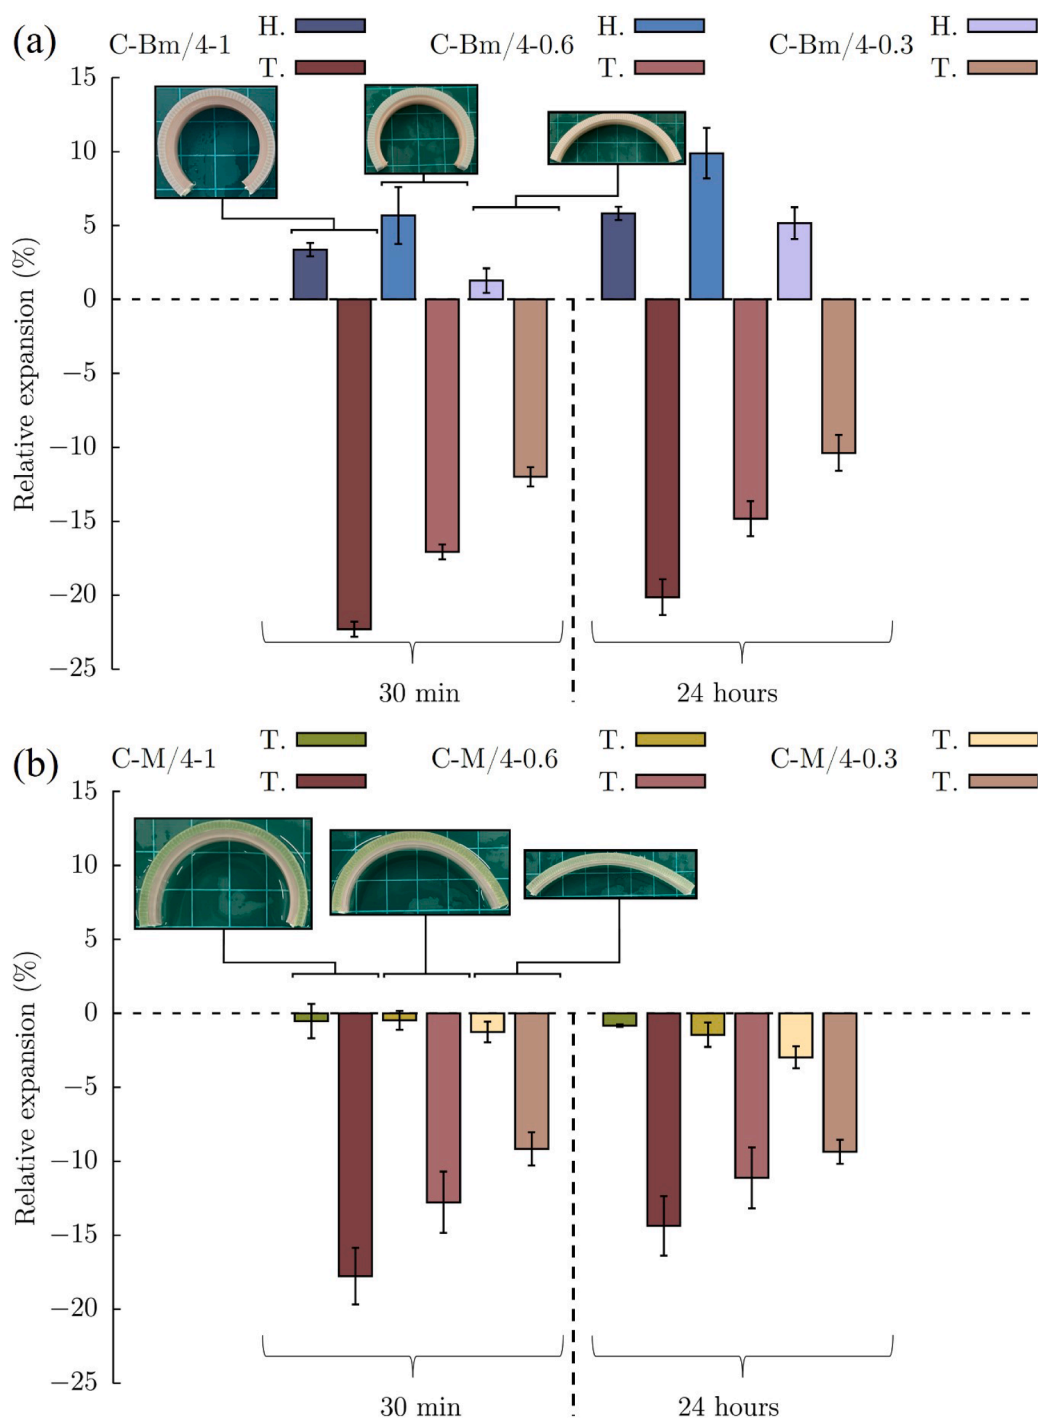 (a)
C-Bm/4-1 H. C-Bm/4-0.6 H. C-Bm/4-0.3 H.
T. T. T.
15
10
5
0
−5
−10
−15
−20
−25
Relative expansion (%)
30 min 24 hours
(b)
C-M/4-1 T. C-M/4-0.6 T. C-M/4-0.3 T.
T. T. T.
15
10
5
0
−5
−10
−15
−20
−25
Relative expansion (%)
30 min 24 hours